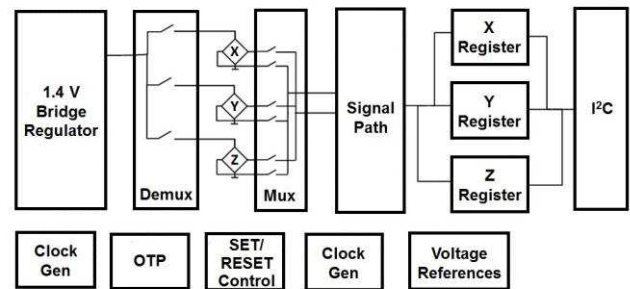 1.4 V
Bridge
Regulator
Demux
X
Y
Z
Mux
Signal
Path
X
Register
Y
Register
Z
Register
I²C
Clock
Gen
OTP
SET/
RESET
Control
Clock
Gen
Voltage
References